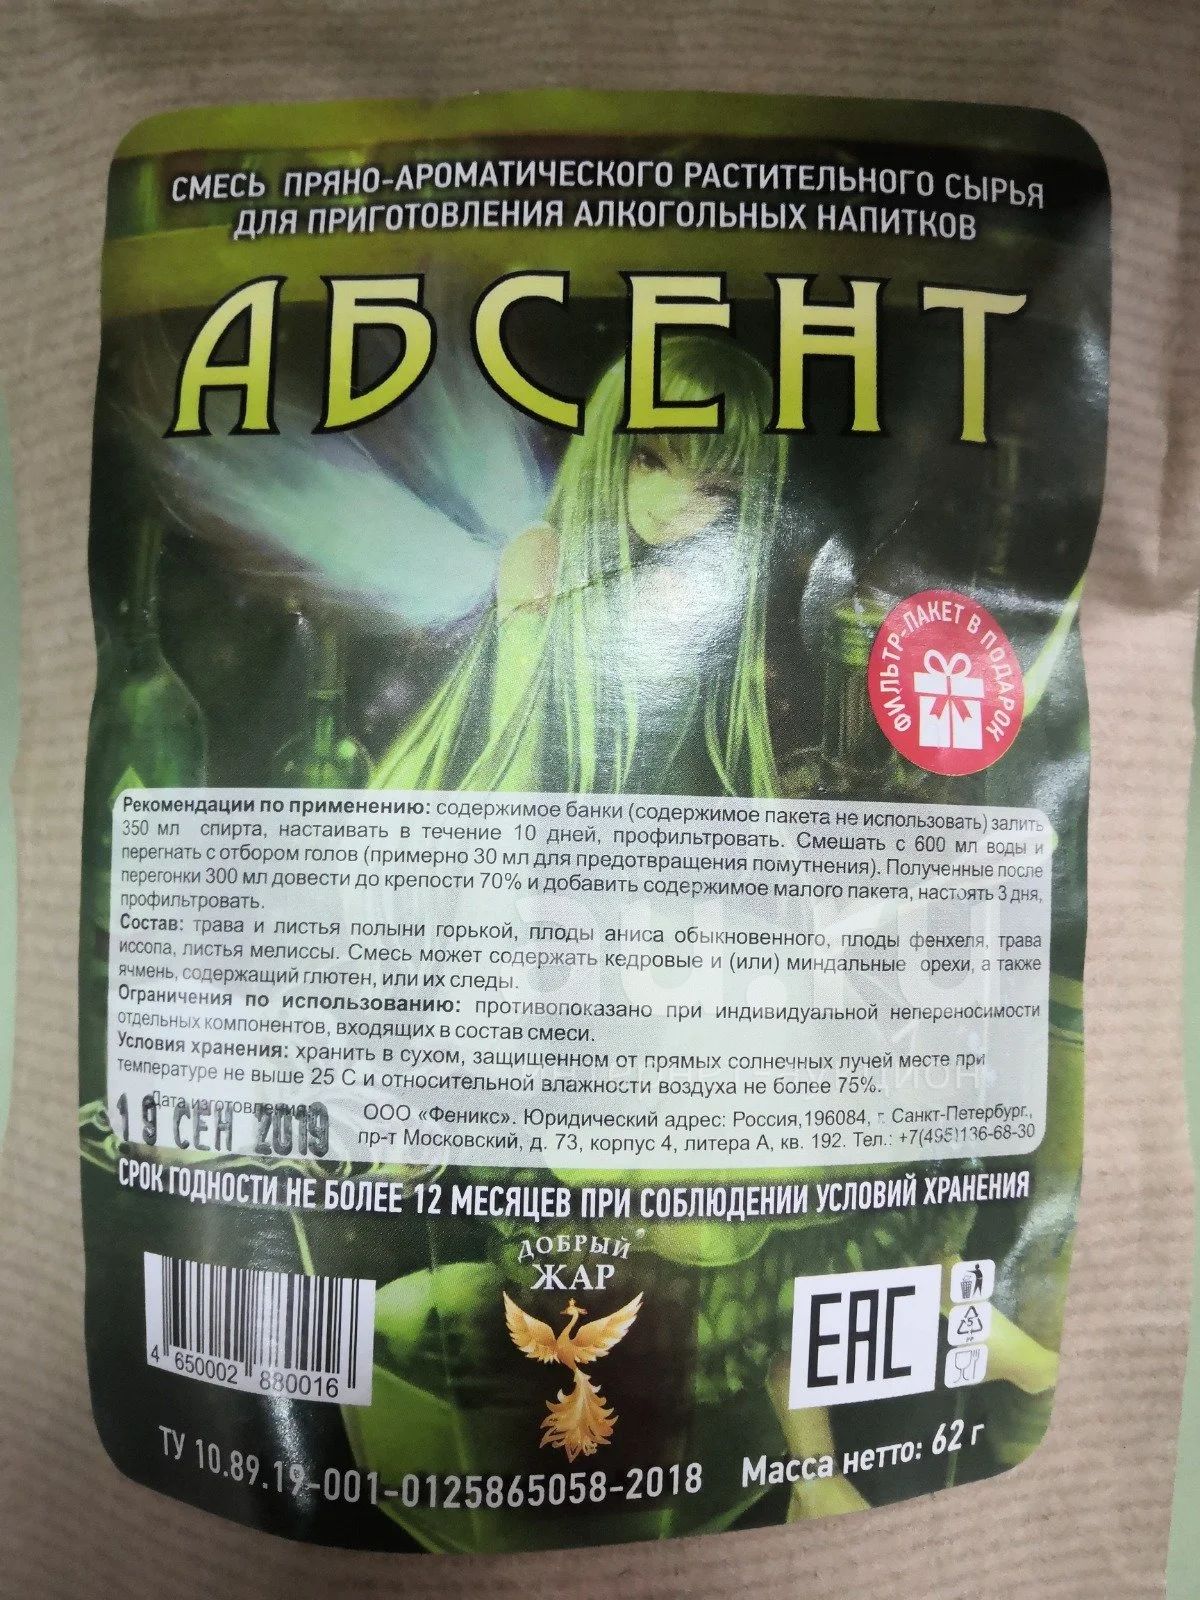 СМЕСЬ ПРЯНО-АРОМАТИЧЕСКОГО РАСТИТЕЛЬНОГО СЫРЬЯ
ДЛЯ ПРИГОТОВЛЕНИЯ АЛКОГОЛЬНЫХ НАПИТКОВ
АБСЕНТ
ФИЛЬТР-ПАКЕТ В ПОДАРОК
Рекомендации по применению: содержимое банки (содержимое пакета не использовать) залить
350 мл спирта, настаивать в течение 10 дней, профильтровать. Смешать с 600 мл воды и
перегнать с отбором голов (примерно 30 мл для предотвращения помутнения). Полученные после
перегонки 300 мл довести до крепости 70% и добавить содержимое малого пакета, настоять 3 дня,
профильтровать.
Состав: трава и листья полыни горькой, плоды аниса обыкновенного, плоды фенхеля, трава
иссопа, листья мелиссы. Смесь может содержать кедровые и (или) миндальные орехи, а также
ячмень, содержащий глютен, или их следы.
Ограничения по использованию: противопоказано при индивидуальной непереносимости
отдельных компонентов, входящих в состав смеси.
Условия хранения: хранить в сухом, защищенном от прямых солнечных лучей месте при
температуре не выше 25 С и относительной влажности воздуха не более 75%.
Дата изготовления:
19 СЕН 2019
ООО «Феникс». Юридический адрес: Россия,196084, г. Санкт-Петербург,
пр-т Московский, д. 73, корпус 4, литера А, кв. 192. Тел.: +7(495)136-68-30
СРОК ГОДНОСТИ НЕ БОЛЕЕ 12 МЕСЯЦЕВ ПРИ СОБЛЮДЕНИИ УСЛОВИЙ ХРАНЕНИЯ
ДОБРЫЙ
ЖАР
EAC
5
PP
4 650002 880016
ТУ 10.89.19-001-0125865058-2018
Масса нетто: 62 г